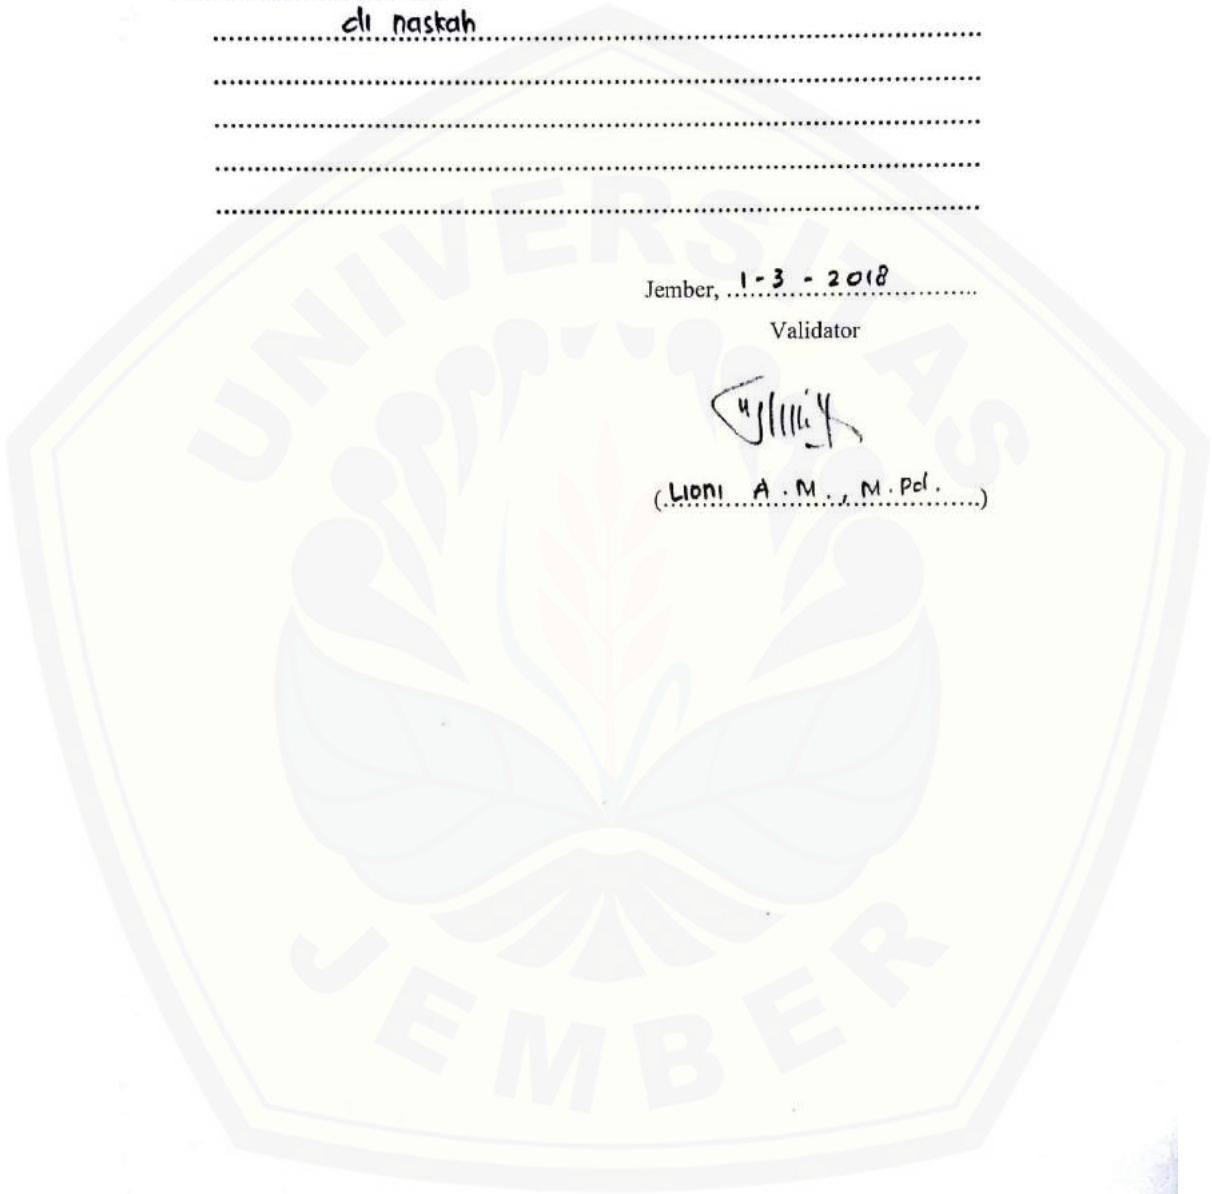 di naskah
Jember, 1-3-2018
Validator
(Lioni A.M., M.Pd.)
UNIVERSITAS
JEMBER